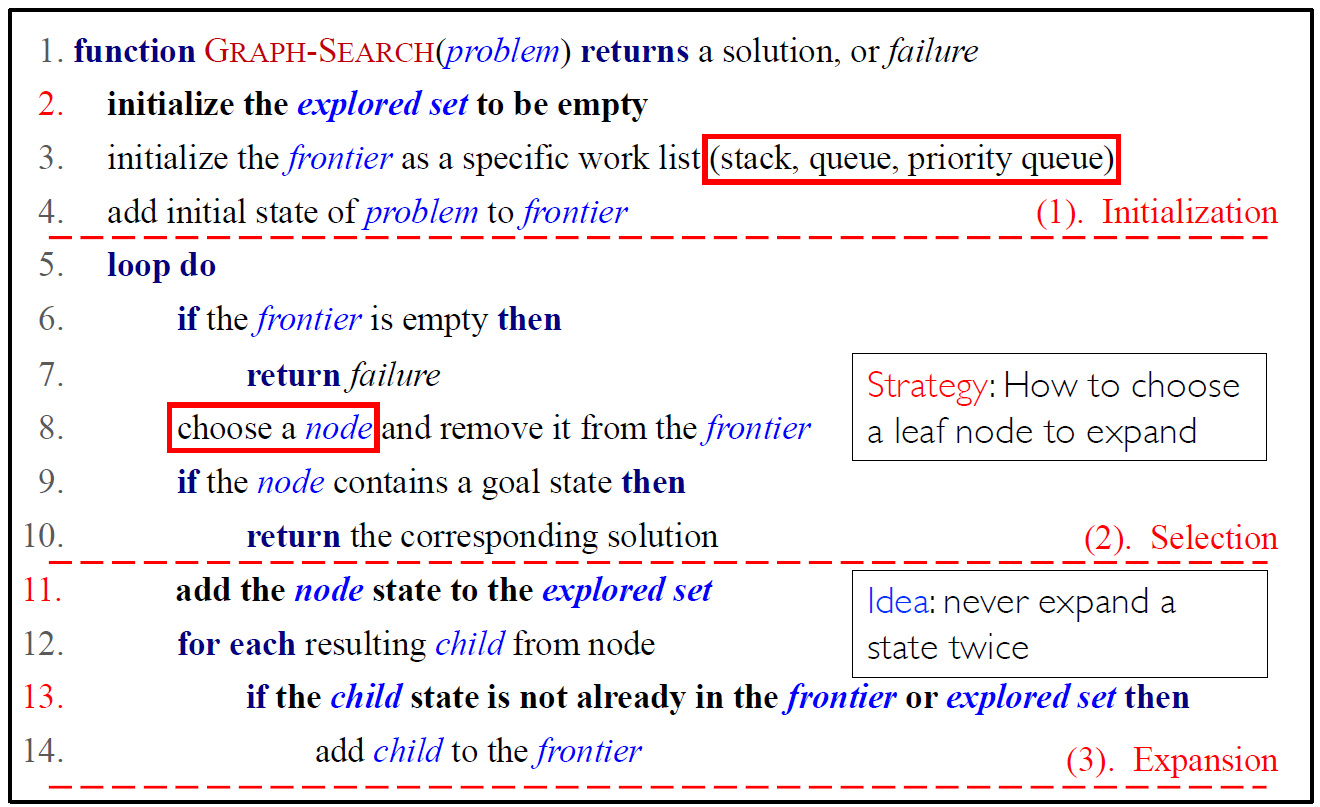 1. function GRAPH-SEARCH(problem) returns a solution, or failure
2. initialize the explored set to be empty
3. initialize the frontier as a specific work list (stack, queue, priority queue)
4. add initial state of problem to frontier
(1). Initialization
5. loop do
6. if the frontier is empty then
7. return failure
8. choose a node and remove it from the frontier
Strategy: How to choose
a leaf node to expand
9. if the node contains a goal state then
10. return the corresponding solution
(2). Selection
11. add the node state to the explored set
12. for each resulting child from node
Idea: never expand a
state twice
13. if the child state is not already in the frontier or explored set then
14. add child to the frontier
(3). Expansion